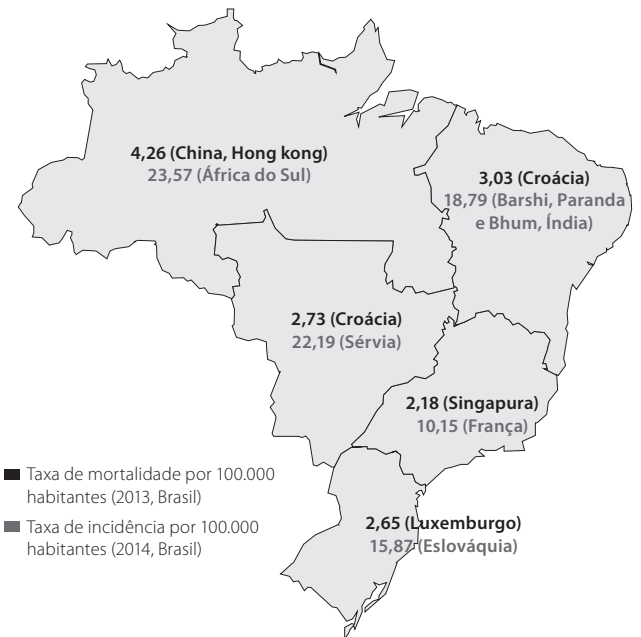 4,26 (China, Hong kong)
23,57 (África do Sul)
3,03 (Croácia)
18,79 (Barshi, Paranda
e Bhum, Índia)
2,73 (Croácia)
22,19 (Sérvia)
2,18 (Singapura)
10,15 (França)
Taxa de mortalidade por 100.000
habitantes (2013, Brasil)
Taxa de incidência por 100.000
habitantes (2014, Brasil)
2,65 (Luxemburgo)
15,87 (Eslováquia)